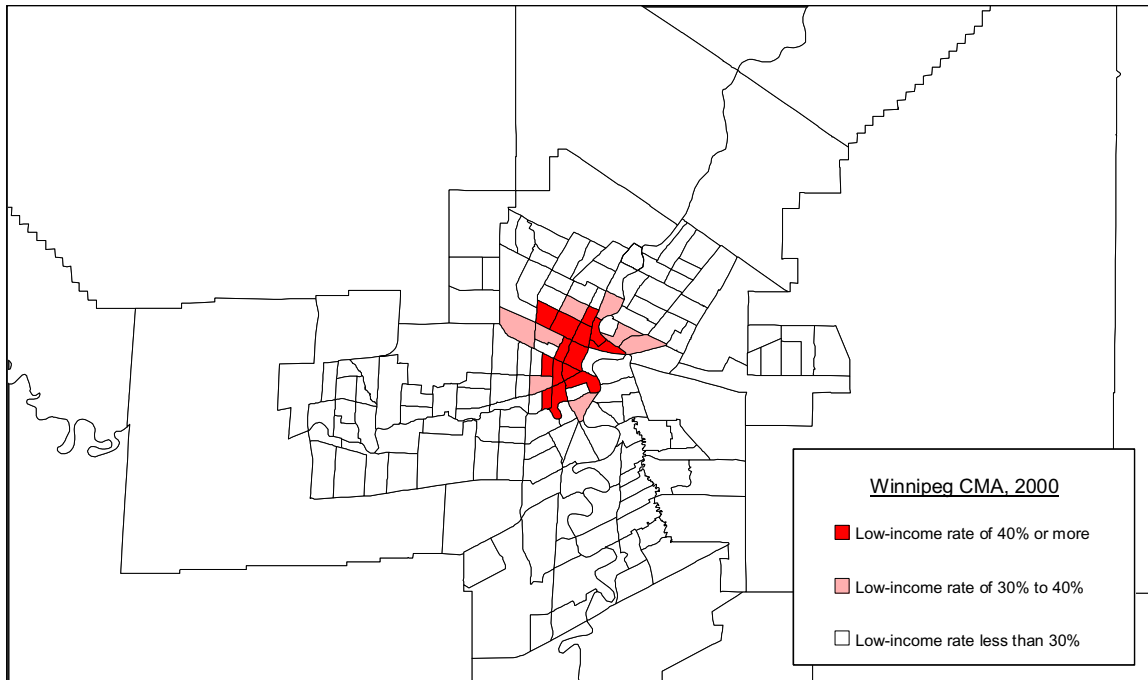 Winnipeg CMA, 2000
Low-income rate of 40% or more
Low-income rate of 30% to 40%
Low-income rate less than 30%